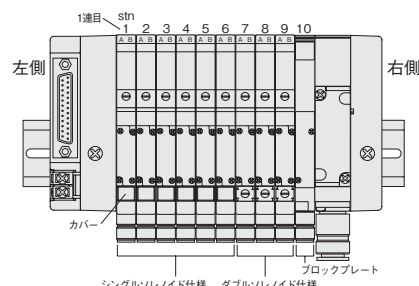 1連目 stn
1 2 3 4 5 6 7 8 9 10
A B A B A B A B A B A B A B A B A B A B
左側
右側
カバー
ブロックプレート
シングルソレノイド仕様 ダブルソレノイド仕様